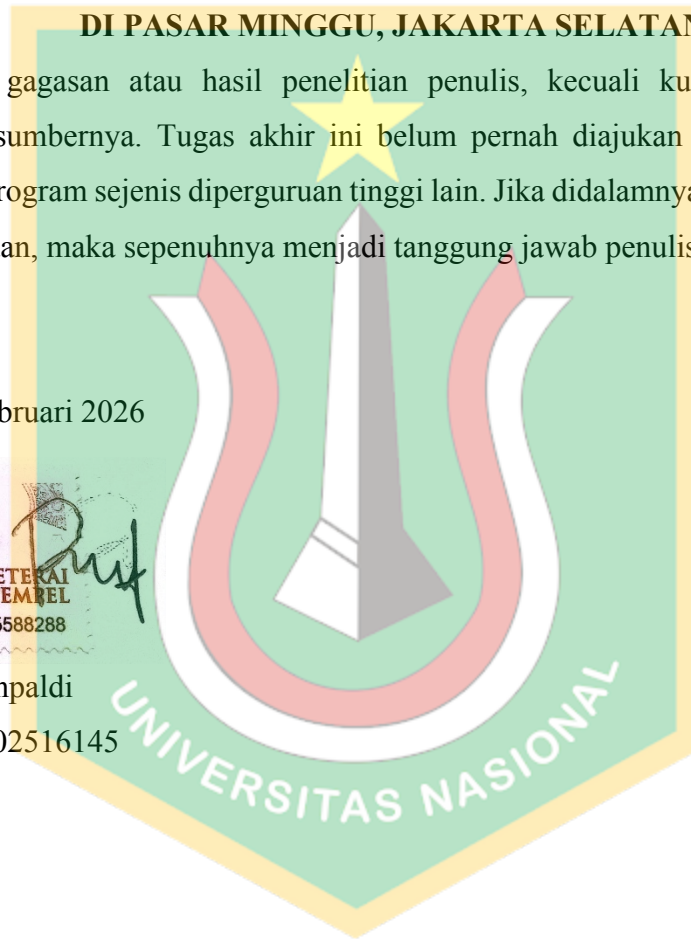 DI PASAR MINGGU, JAKARTA SELATAN
gagasan atau hasil penelitian penulis, kecuali ku
sumbernya. Tugas akhir ini belum pernah diajukan
rogram sejenis diperguruan tinggi lain. Jika didalamnya
an, maka sepenuhnya menjadi tanggung jawab penulis
bruari 2026
ETERAI
EMPEL
5588288
npaldi
02516145
UNIVERSITAS NASIONAL